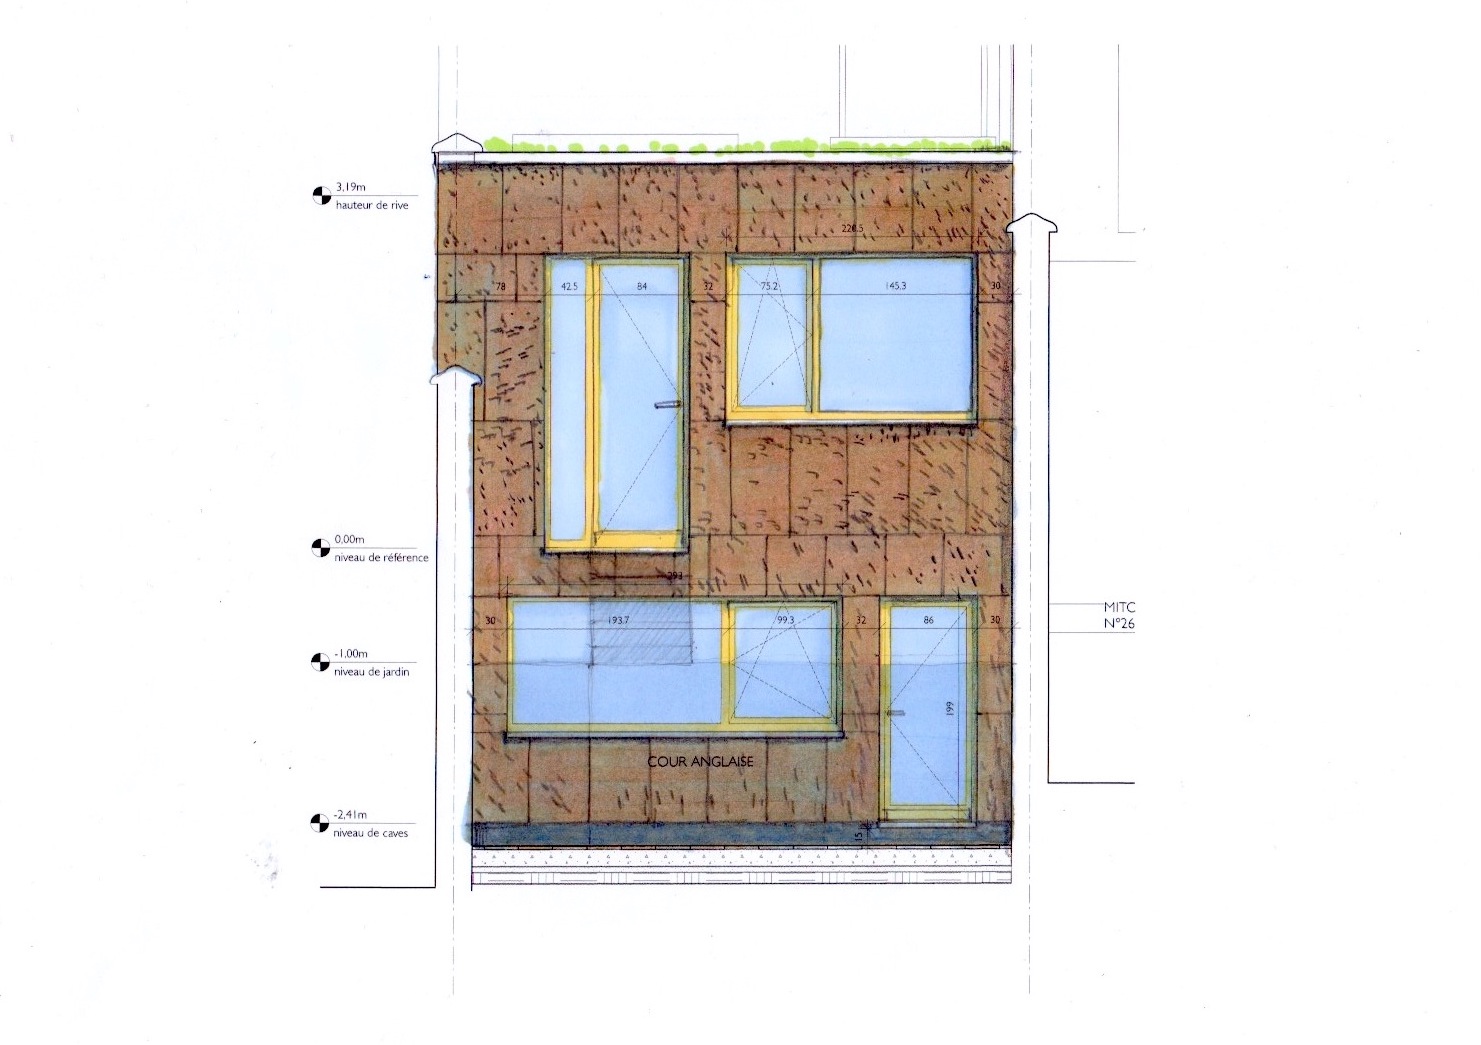 3,19m
hauteur de rive
220.5
78 42.5 84 32 75.2 145.3 30
0,00m
niveau de référence
293
MITC
N°26
30 193.7 99.3 32 86 30
-1,00m
niveau de jardin
199
COUR ANGLAISE
-2,41m
niveau de caves
15